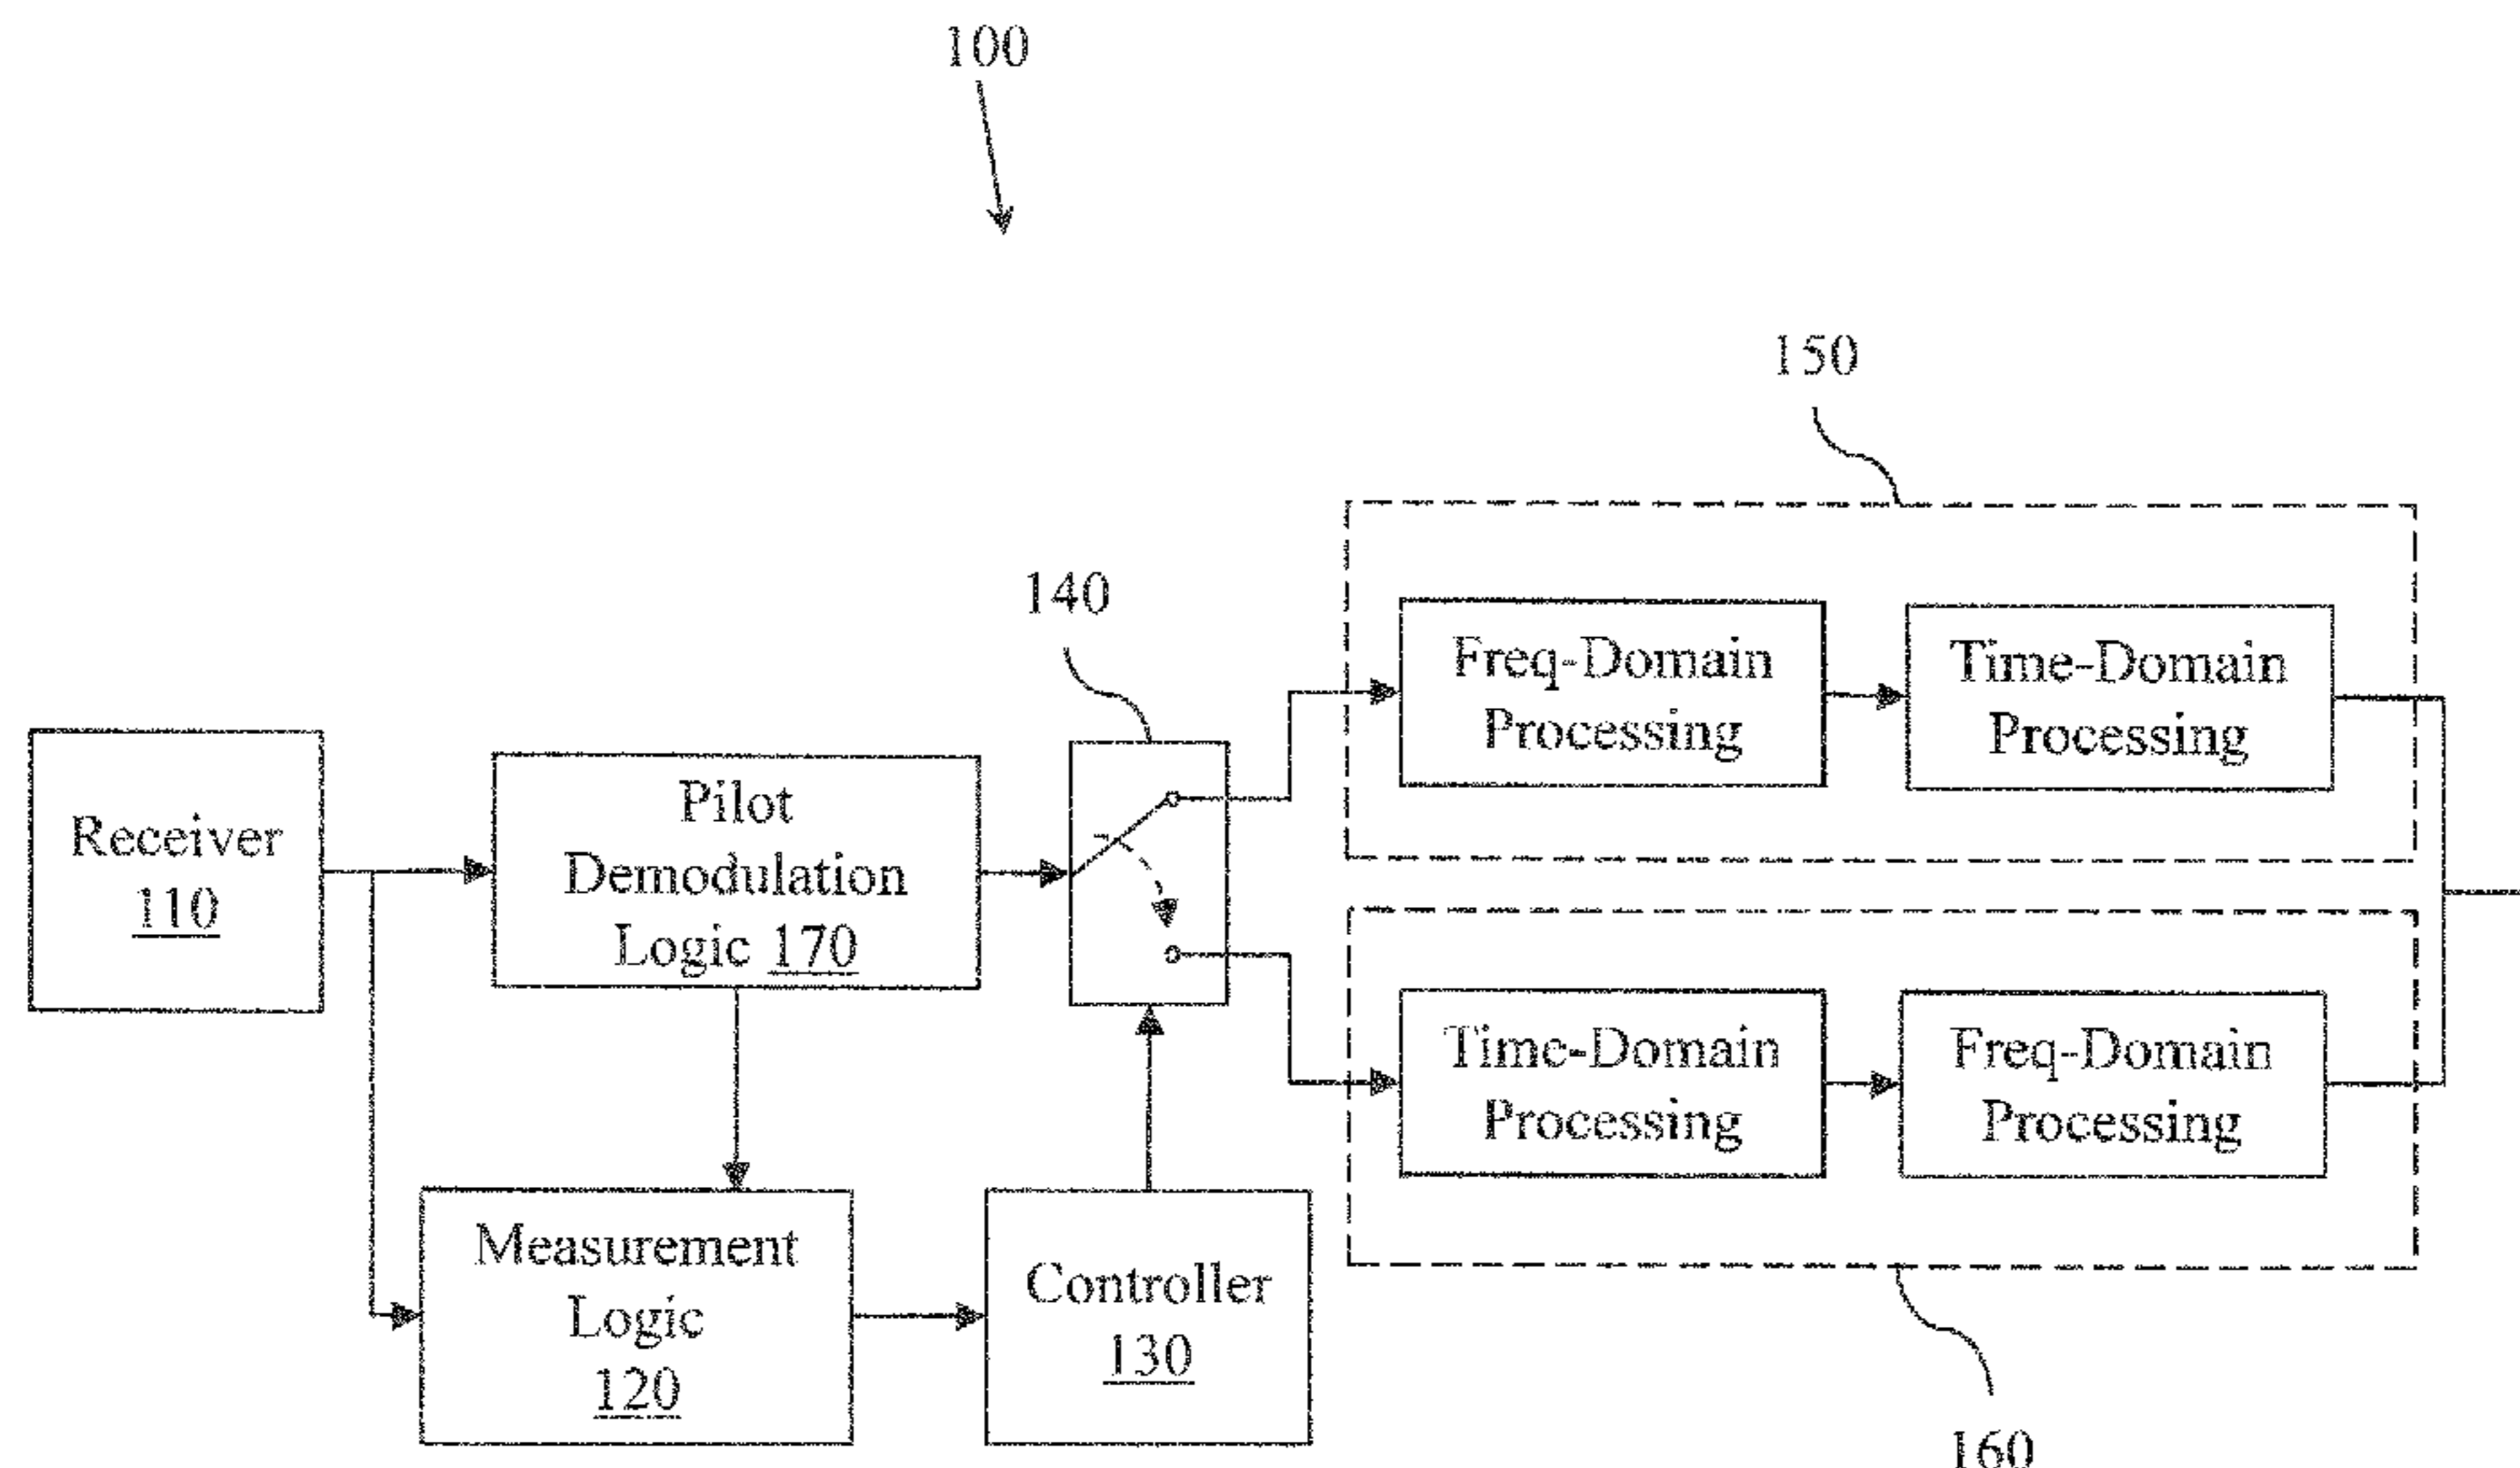 100
150
140
Freq-Domain
Processing
Time-Domain
Processing
Receiver
110
Pilot
Demodulation
Logic 170
Time-Domain
Processing
Freq-Domain
Processing
Measurement
Logic
120
Controller
130
160